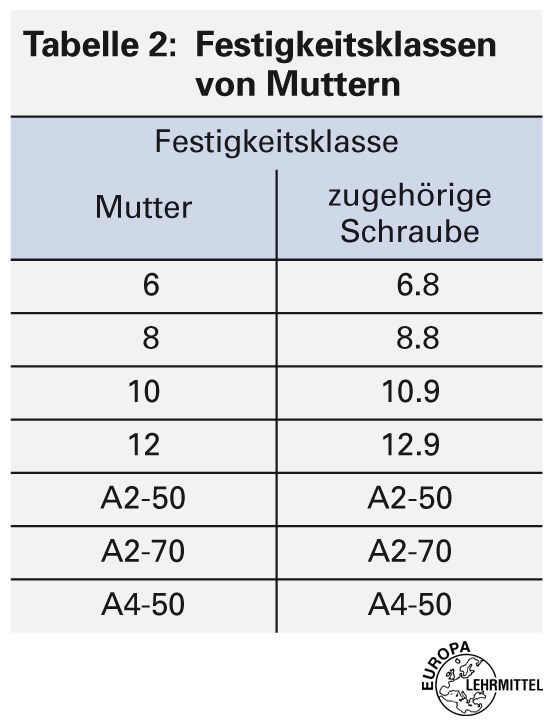 Tabelle 2: Festigkeitsklassen
von Muttern
Festigkeitsklasse
Mutter
zugehörige
Schraube
6 6.8
8 8.8
10 10.9
12 12.9
A2-50 A2-50
A2-70 A2-70
A4-50 A4-50
EUROPA
LEHRMITTEL